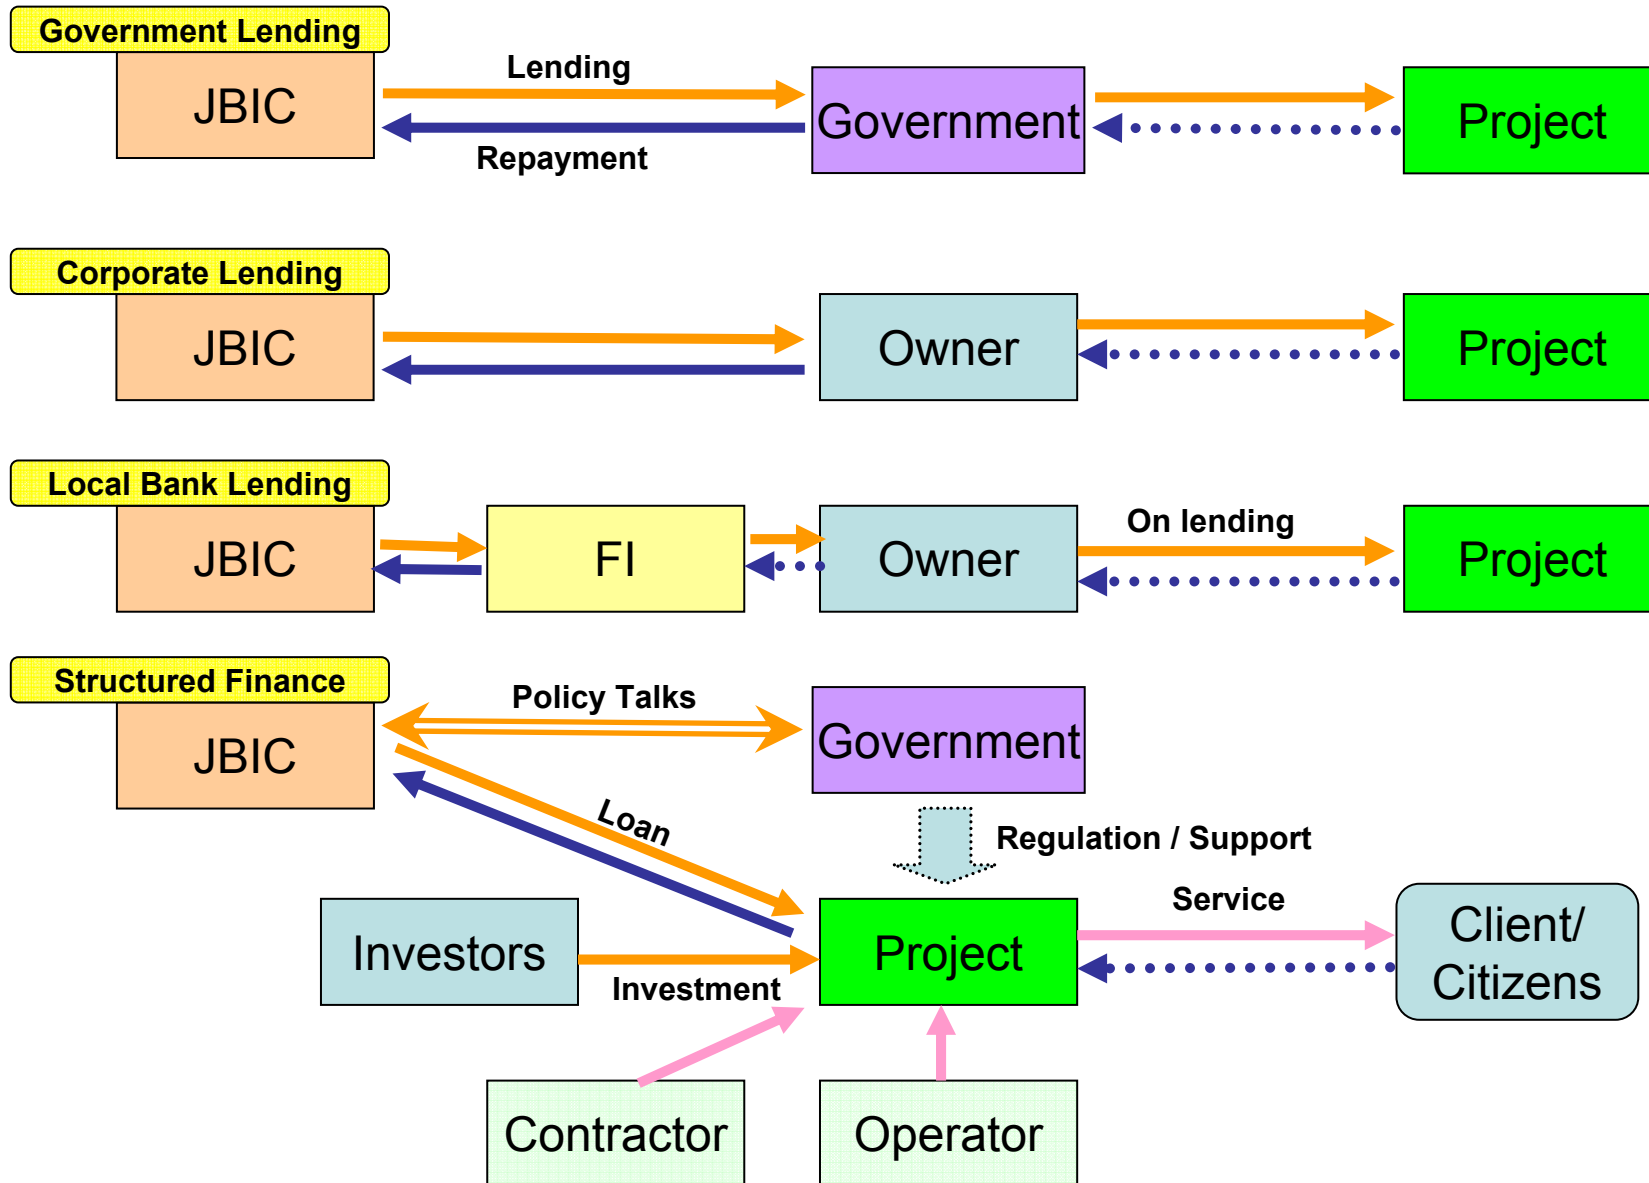 Government Lending
JBIC
Lending
Repayment
Government
Project
Corporate Lending
JBIC
Owner
Project
Local Bank Lending
JBIC
FI
Owner
On lending
Project
Structured Finance
JBIC
Policy Talks
Government
Loan
Regulation / Support
Investors
Investment
Project
Service
Client/
Citizens
Contractor
Operator